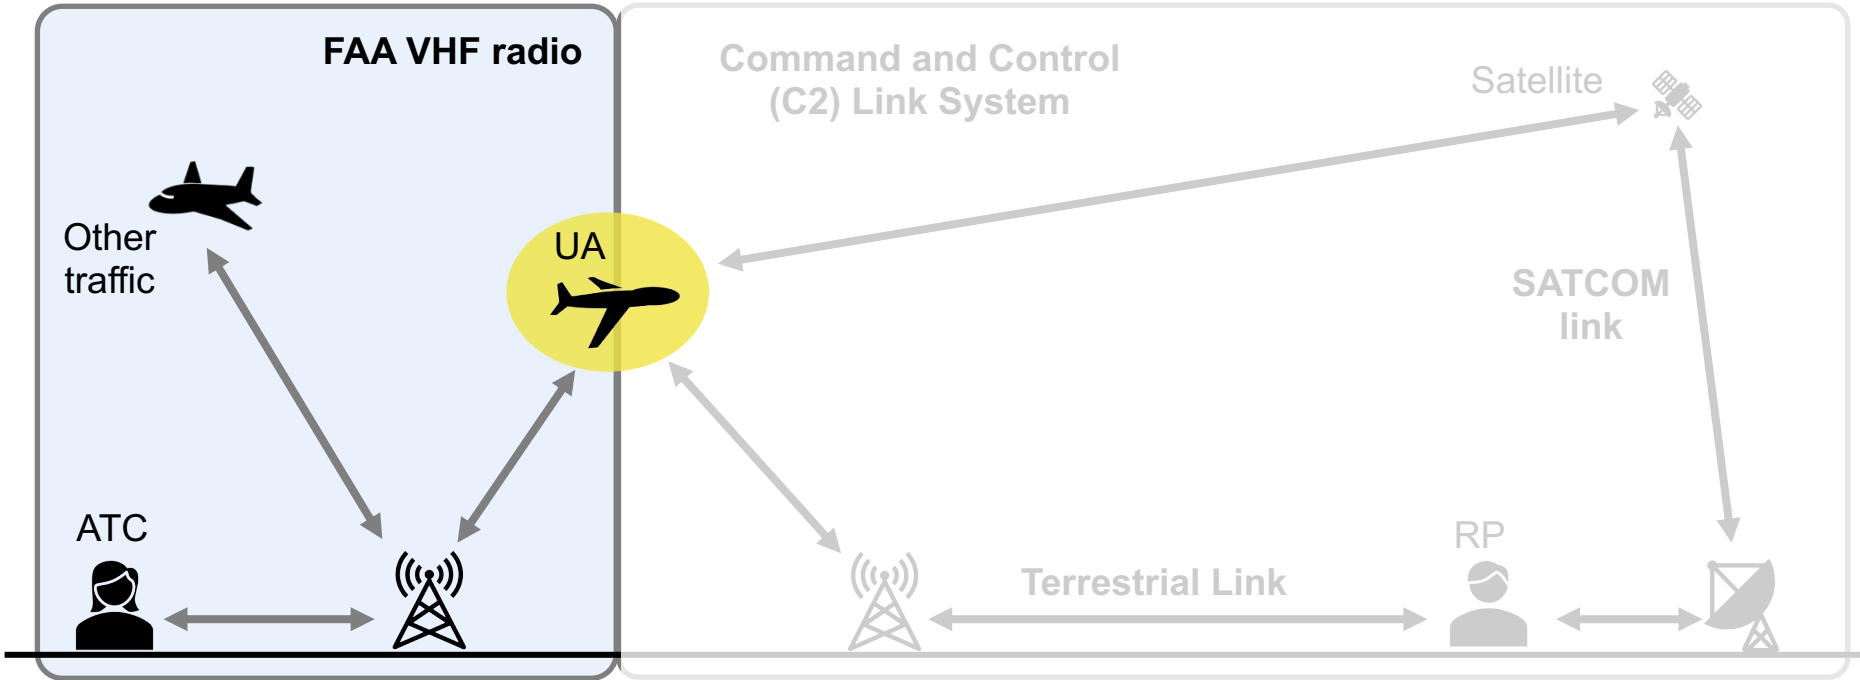 FAA VHF radio
Command and Control
(C2) Link System
Satellite
Other
traffic
UA
SATCOM
link
ATC
RP
Terrestrial Link